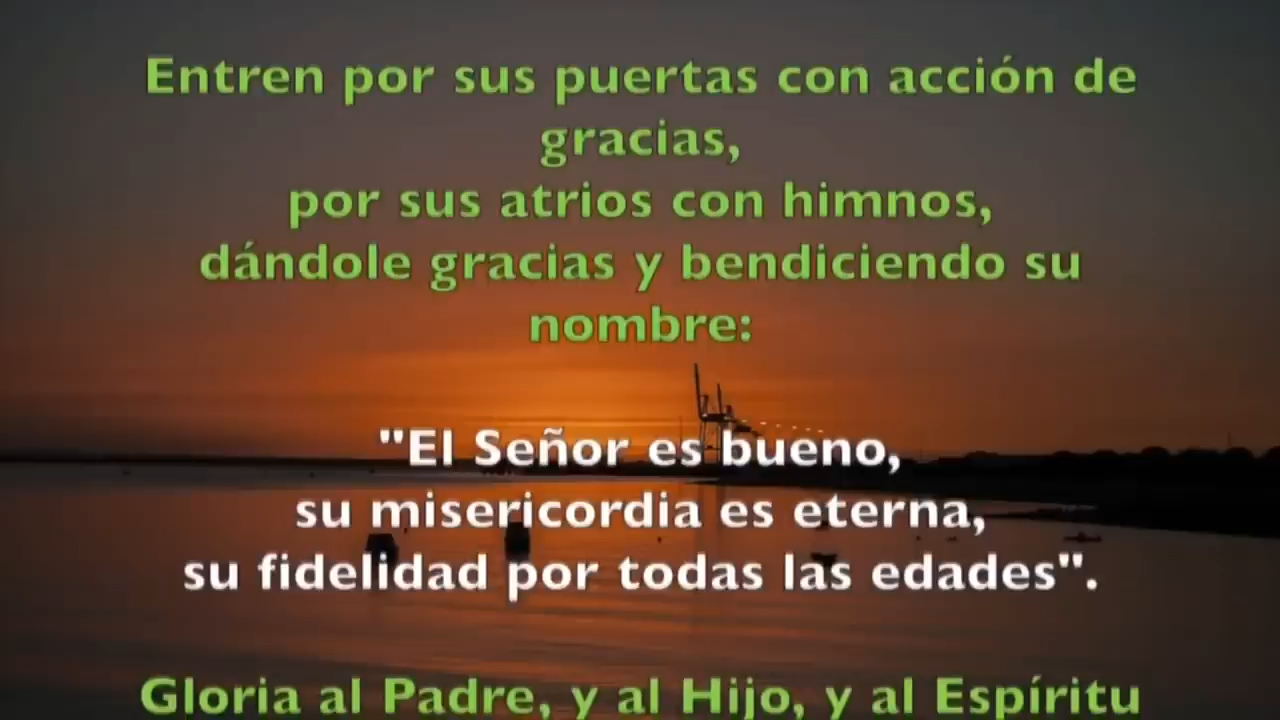 Entren por sus puertas con acción de
gracias,
por sus atrios con himnos,
dándole gracias y bendiciendo su
nombre:
"El Señor es bueno,
su misericordia es eterna,
su fidelidad por todas las edades".
Gloria al Padre, y al Hijo, y al Espíritu